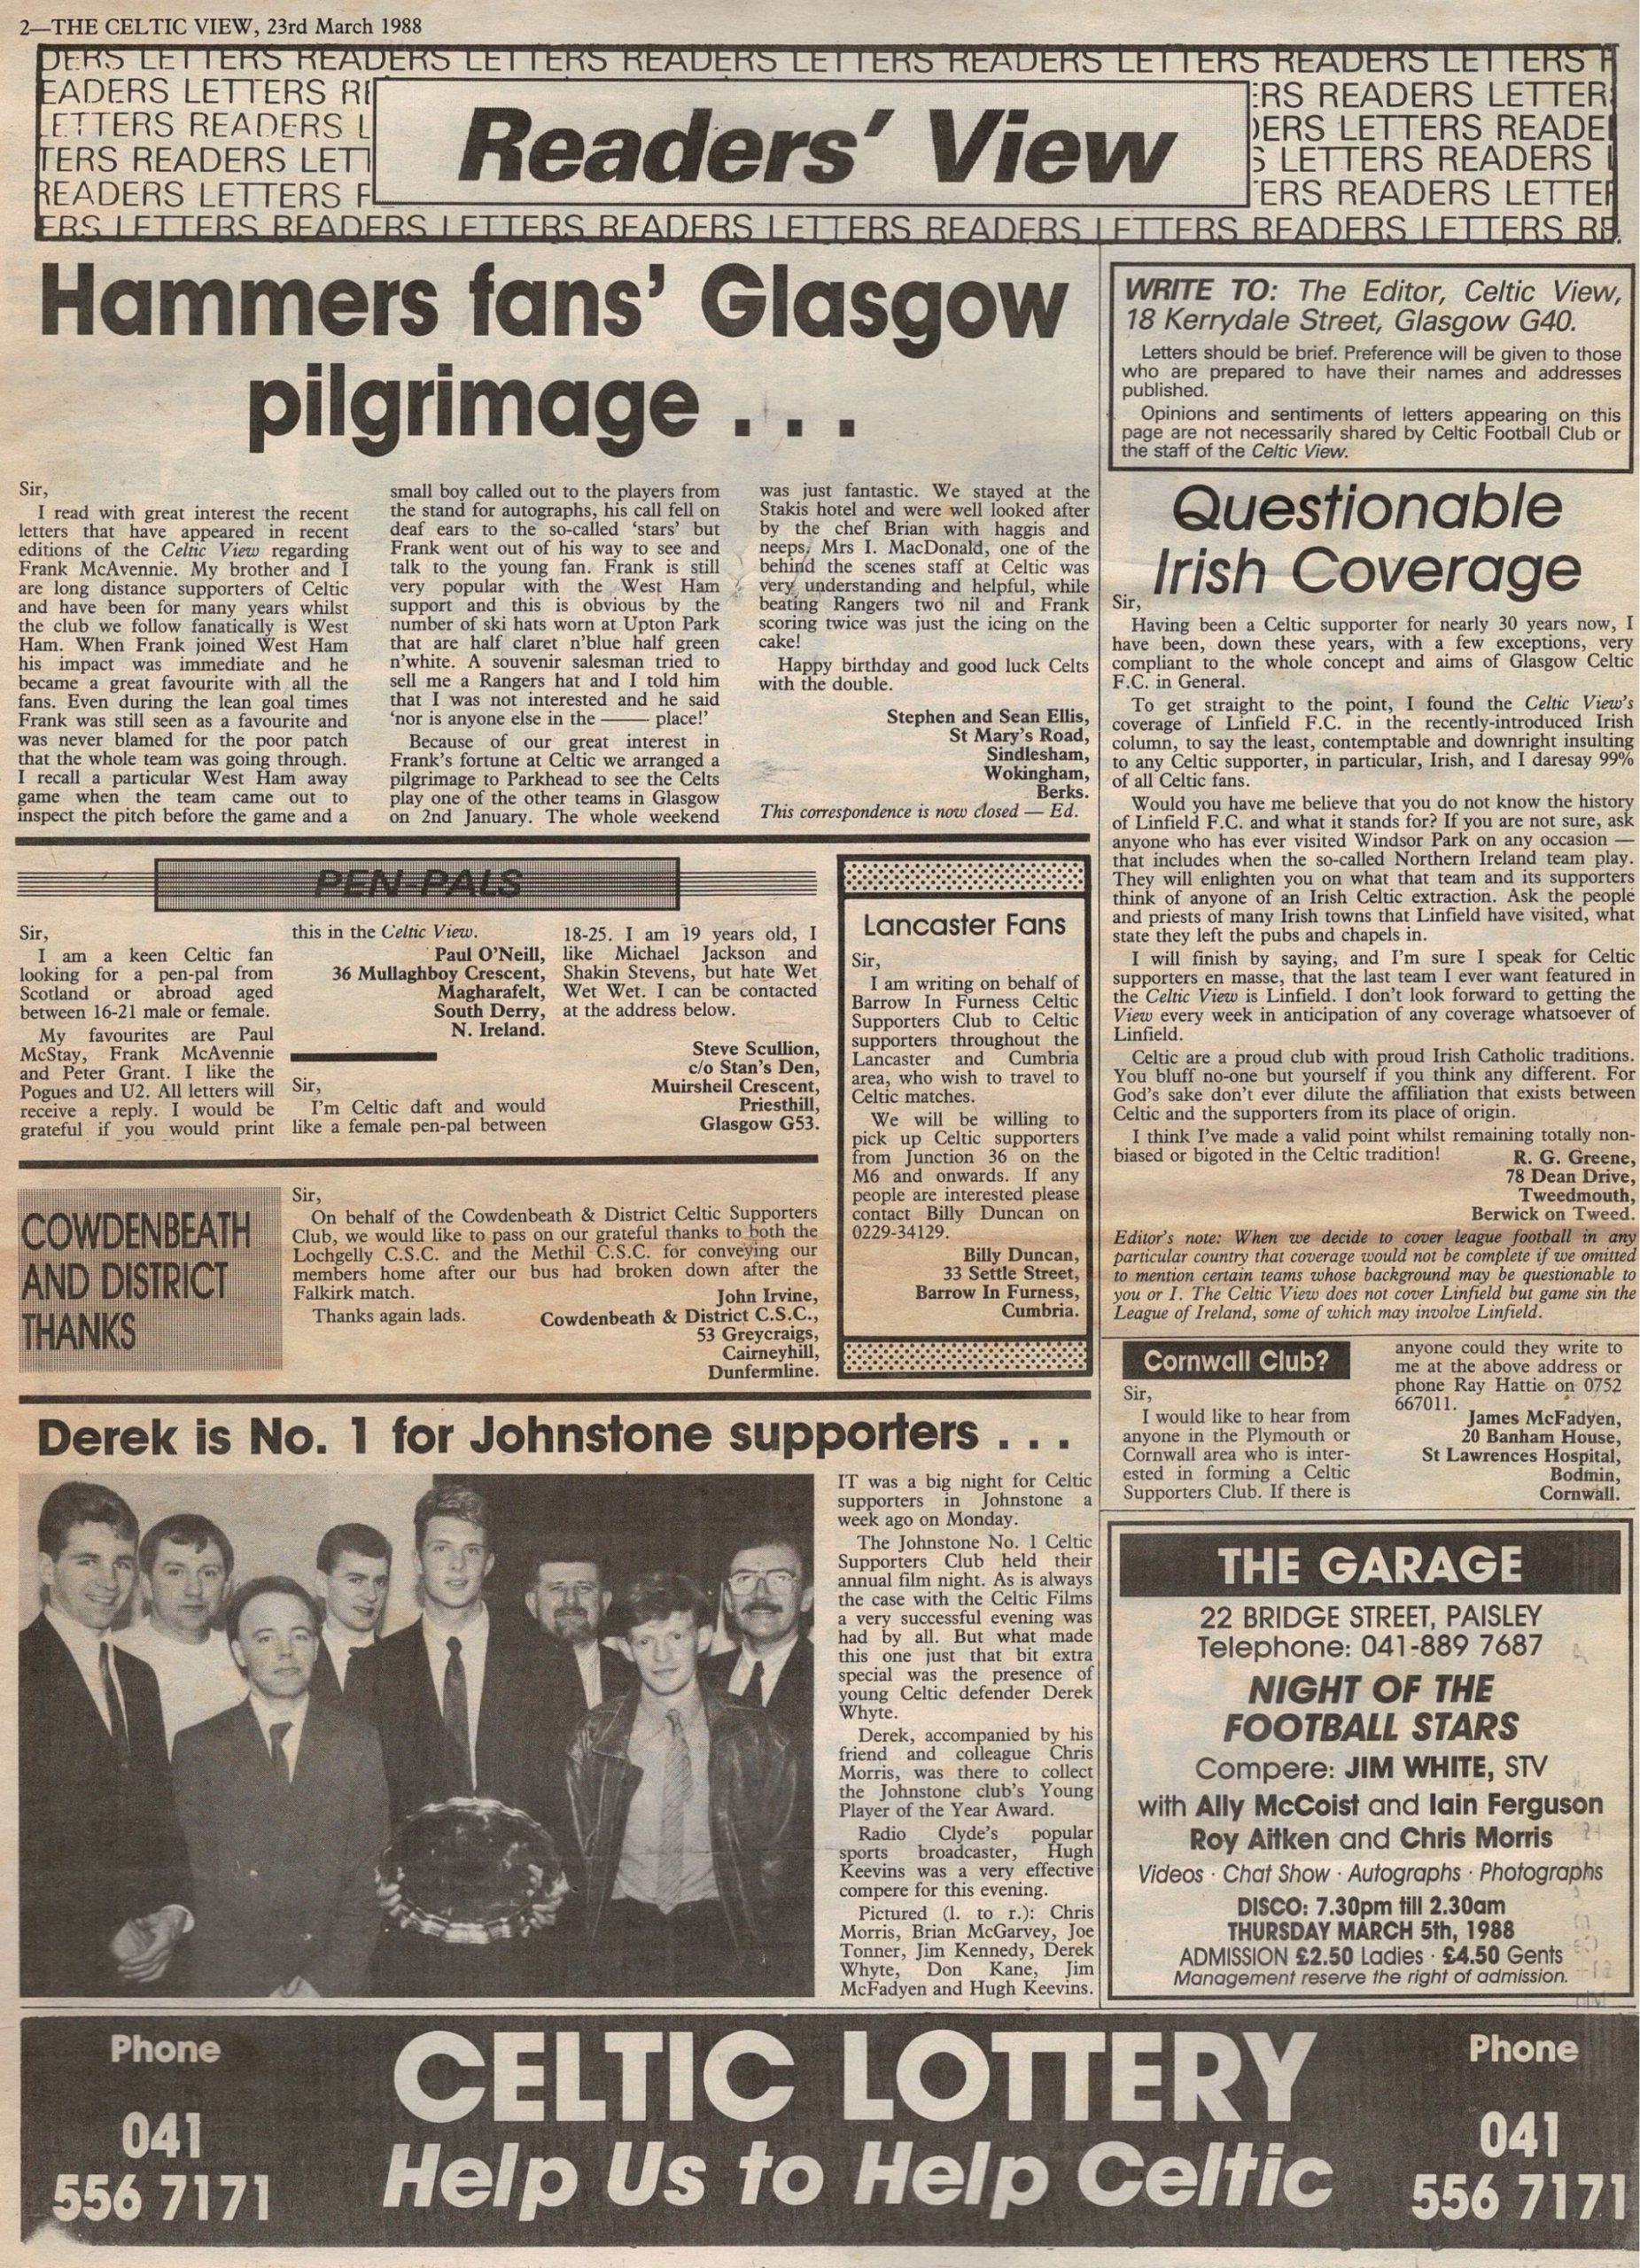 2—THE CELTIC VIEW, 23rd March 1988
DERS LETTERS READERS LETTERS READERS LETTERS READERS LETTERS READERS LETTERS R
EADERS LETTERS RE
LETTERS READERS L
TERS READERS LETT
READERS LETTERS R
Readers' View
ERS READERS LETTER
DERS LETTERS READE
S LETTERS READERS L
ERS READERS LETTER
ERS LETTERS READERS LETTERS READERS LETTERS READERS LETTERS READERS LETTERS RE
Hammers fans' Glasgow
pilgrimage . . .
Sir,
I read with great interest the recent
letters that have appeared in recent
editions of the Celtic View regarding
Frank McAvennie. My brother and I
are long distance supporters of Celtic
and have been for many years whilst
the club we follow fanatically is West
Ham. When Frank joined West Ham
his impact was immediate and he
became a great favourite with all the
fans. Even during the lean goal times
Frank was still seen as a favourite and
was never blamed for the poor patch
that the whole team was going through.
I recall a particular West Ham away
game when the team came out to
inspect the pitch before the game and a
small boy called out to the players from
the stand for autographs, his call fell on
deaf ears to the so-called 'stars' but
Frank went out of his way to see and
talk to the young fan. Frank is still
very popular with the West Ham
support and this is obvious by the
number of ski hats worn at Upton Park
that are half claret n'blue half green
n'white. A souvenir salesman tried to
sell me a Rangers hat and I told him
that I was not interested and he said
'nor is anyone else in the —— place!'
Because of our great interest in
Frank's fortune at Celtic we arranged a
pilgrimage to Parkhead to see the Celts
play one of the other teams in Glasgow
on 2nd January. The whole weekend
was just fantastic. We stayed at the
Stakis hotel and were well looked after
by the chef Brian with haggis and
neeps, Mrs I. MacDonald, one of the
behind the scenes staff at Celtic was
very understanding and helpful, while
beating Rangers two nil and Frank
scoring twice was just the icing on the
cake!
Happy birthday and good luck Celts
with the double.
Stephen and Sean Ellis,
St Mary's Road,
Sindlesham,
Wokingham,
Berks.
This correspondence is now closed — Ed.
WRITE TO: The Editor, Celtic View,
18 Kerrydale Street, Glasgow G40.
Letters should be brief. Preference will be given to those
who are prepared to have their names and addresses
published.
Opinions and sentiments of letters appearing on this
page are not necessarily shared by Celtic Football Club or
the staff of the Celtic View.
Questionable
Irish Coverage
Sir,
Having been a Celtic supporter for nearly 30 years now, I
have been, down these years, with a few exceptions, very
compliant to the whole concept and aims of Glasgow Celtic
F.C. in General.
To get straight to the point, I found the Celtic View's
coverage of Linfield F.C. in the recently-introduced Irish
column, to say the least, contemptable and downright insulting
to any Celtic supporter, in particular, Irish, and I daresay 99%
of all Celtic fans.
Would you have me believe that you do not know the history
of Linfield F.C. and what it stands for? If you are not sure, ask
anyone who has ever visited Windsor Park on any occasion —
that includes when the so-called Northern Ireland team play.
They will enlighten you on what that team and its supporters
think of anyone of an Irish Celtic extraction. Ask the people
and priests of many Irish towns that Linfield have visited, what
state they left the pubs and chapels in.
I will finish by saying, and I'm sure I speak for Celtic
supporters en masse, that the last team I ever want featured in
the Celtic View is Linfield. I don't look forward to getting the
View every week in anticipation of any coverage whatsoever of
Linfield.
Celtic are a proud club with proud Irish Catholic traditions.
You bluff no-one but yourself if you think any different. For
God's sake don't ever dilute the affiliation that exists between
Celtic and the supporters from its place of origin.
I think I've made a valid point whilst remaining totally non-
biased or bigoted in the Celtic tradition!
R. G. Greene,
78 Dean Drive,
Tweedmouth,
Berwick on Tweed.
Editor's note: When we decide to cover league football in any
particular country that coverage would not be complete if we omitted
to mention certain teams whose background may be questionable to
you or I. The Celtic View does not cover Linfield but game sin the
League of Ireland, some of which may involve Linfield.
PEN-PALS
Sir,
I am a keen Celtic fan
looking for a pen-pal from
Scotland or abroad aged
between 16-21 male or female.
My favourites are Paul
McStay, Frank McAvennie
and Peter Grant. I like the
Pogues and U2. All letters will
receive a reply. I would be
grateful if you would print
this in the Celtic View.
Paul O'Neill,
36 Mullaghboy Crescent,
Magharafelt,
South Derry,
N. Ireland.
Sir,
I'm Celtic daft and would
like a female pen-pal between
18-25. I am 19 years old, I
like Michael Jackson and
Shakin Stevens, but hate Wet
Wet Wet. I can be contacted
at the address below.
Steve Scullion,
c/o Stan's Den,
Muirsheil Crescent,
Priesthill,
Glasgow G53.
Lancaster Fans
Sir,
I am writing on behalf of
Barrow In Furness Celtic
Supporters Club to Celtic
supporters throughout the
Lancaster and Cumbria
area, who wish to travel to
Celtic matches.
We will be willing to
pick up Celtic supporters
from Junction 36 on the
M6 and onwards. If any
people are interested please
contact Billy Duncan on
0229-34129.
Billy Duncan,
33 Settle Street,
Barrow In Furness,
Cumbria.
COWDENBEATH
AND DISTRICT
THANKS
Sir,
On behalf of the Cowdenbeath & District Celtic Supporters
Club, we would like to pass on our grateful thanks to both the
Lochgelly C.S.C. and the Methil C.S.C. for conveying our
members home after our bus had broken down after the
Falkirk match.
Thanks again lads.
John Irvine,
Cowdenbeath & District C.S.C.,
53 Greycraigs,
Cairneyhill,
Dunfermline.
Cornwall Club?
Sir,
I would like to hear from
anyone in the Plymouth or
Cornwall area who is inter-
ested in forming a Celtic
Supporters Club. If there is
anyone could they write to
me at the above address or
phone Ray Hattie on 0752
667011.
James McFadyen,
20 Banham House,
St Lawrences Hospital,
Bodmin,
Cornwall.
Derek is No. 1 for Johnstone supporters . . .
IT was a big night for Celtic
supporters in Johnstone a
week ago on Monday.
The Johnstone No. 1 Celtic
Supporters Club held their
annual film night. As is always
the case with the Celtic Films
a very successful evening was
had by all. But what made
this one just that bit extra
special was the presence of
young Celtic defender Derek
Whyte.
Derek, accompanied by his
friend and colleague Chris
Morris, was there to collect
the Johnstone club's Young
Player of the Year Award.
Radio Clyde's popular
sports broadcaster, Hugh
Keevins was a very effective
compere for this evening.
Pictured (l. to r.): Chris
Morris, Brian McGarvey, Joe
Tonner, Jim Kennedy, Derek
Whyte, Don Kane, Jim
McFadyen and Hugh Keevins.
THE GARAGE
22 BRIDGE STREET, PAISLEY
Telephone: 041-889 7687
NIGHT OF THE
FOOTBALL STARS
Compere: JIM WHITE, STV
with Ally McCoist and Iain Ferguson
Roy Aitken and Chris Morris
Videos · Chat Show · Autographs · Photographs
DISCO: 7.30pm till 2.30am
THURSDAY MARCH 5th, 1988
ADMISSION £2.50 Ladies · £4.50 Gents
Management reserve the right of admission.
Phone
041
556 7171
CELTIC LOTTERY
Help Us to Help Celtic
Phone
041
556 7171